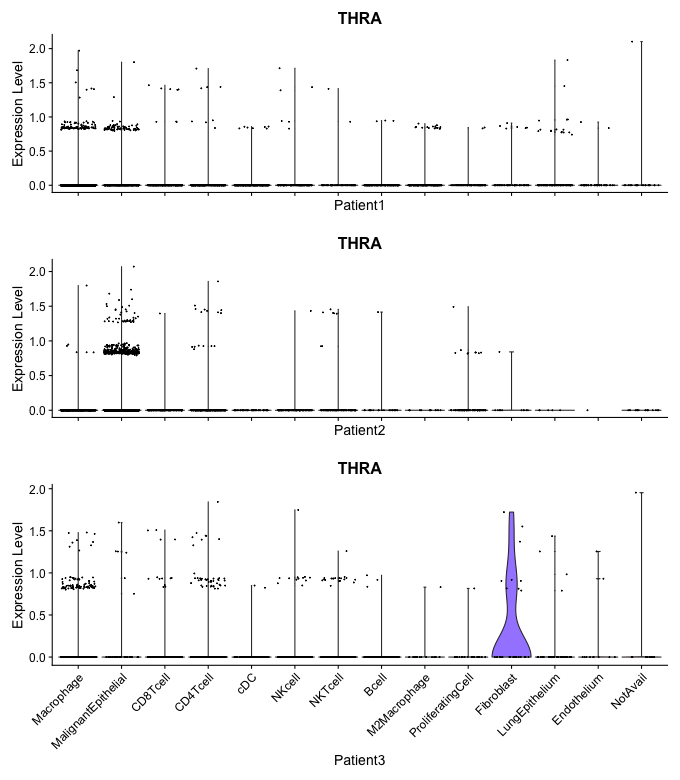 THRA
Expression Level
2.0
1.5
1.0
0.5
0.0
Patient1
THRA
Expression Level
2.0
1.5
1.0
0.5
0.0
Patient2
THRA
Expression Level
2.0
1.5
1.0
0.5
0.0
Macrophage
MalignantEpithelial
CD8Tcell
CD4Tcell
cDC
NKcell
NKTcell
Bcell
M2Macrophage
ProliferatingCell
Fibroblast
LungEpithelium
Endothelium
NotAvail
Patient3